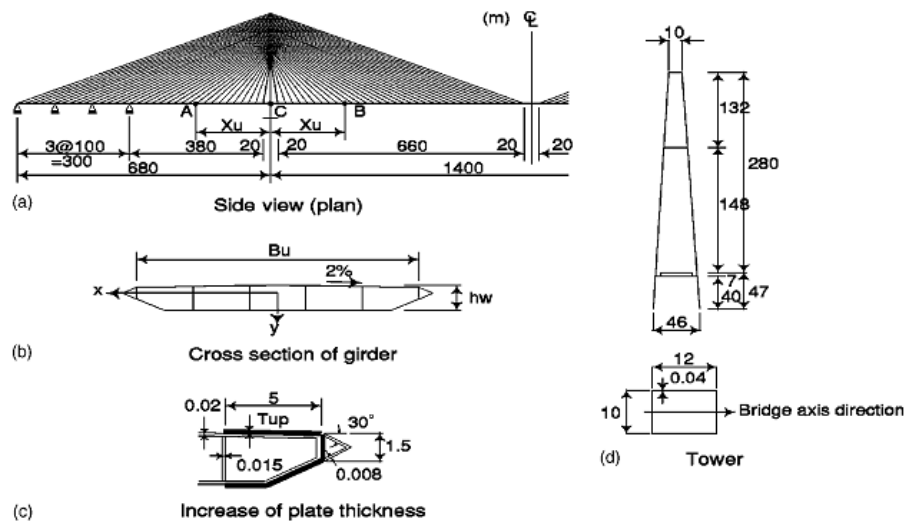 (m) ℄
A C B
Xu Xu
3@100 =300
380 20 20 660 20 20
680 1400
(a)
Side view (plan)
Bu
2%
x
y
hw
(b)
Cross section of girder
5
0.02
Tup
30°
1.5
0.015
0.008
(c)
Increase of plate thickness
10
132
280
148
7
40
47
46
12
0.04
10
Bridge axis direction
(d)
Tower